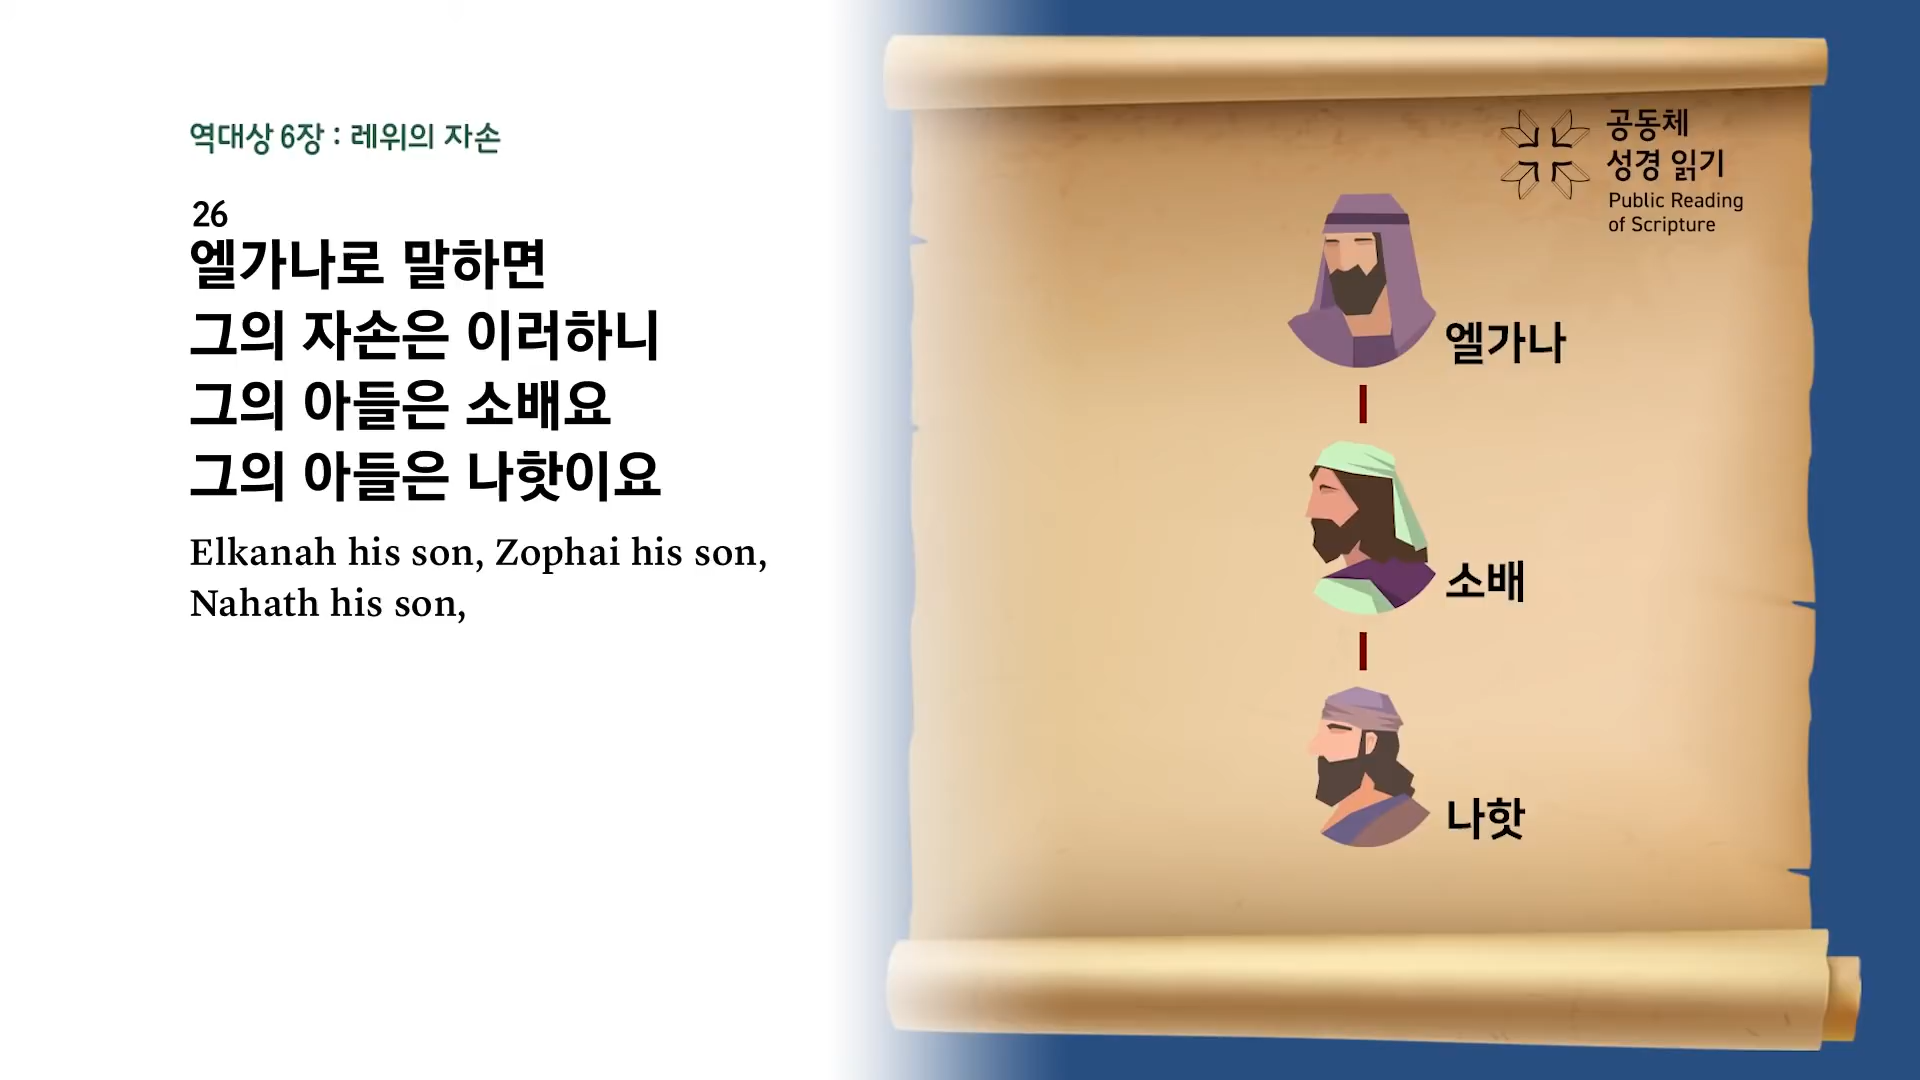 역대상 6장 : 레위의 자손
26
엘가나로 말하면
그의 자손은 이러하니
그의 아들은 소배요
그의 아들은 나핫이요
Elkanah his son, Zophai his son,
Nahath his son,
공동체
성경 읽기
Public Reading
of Scripture
엘가나
소배
나핫